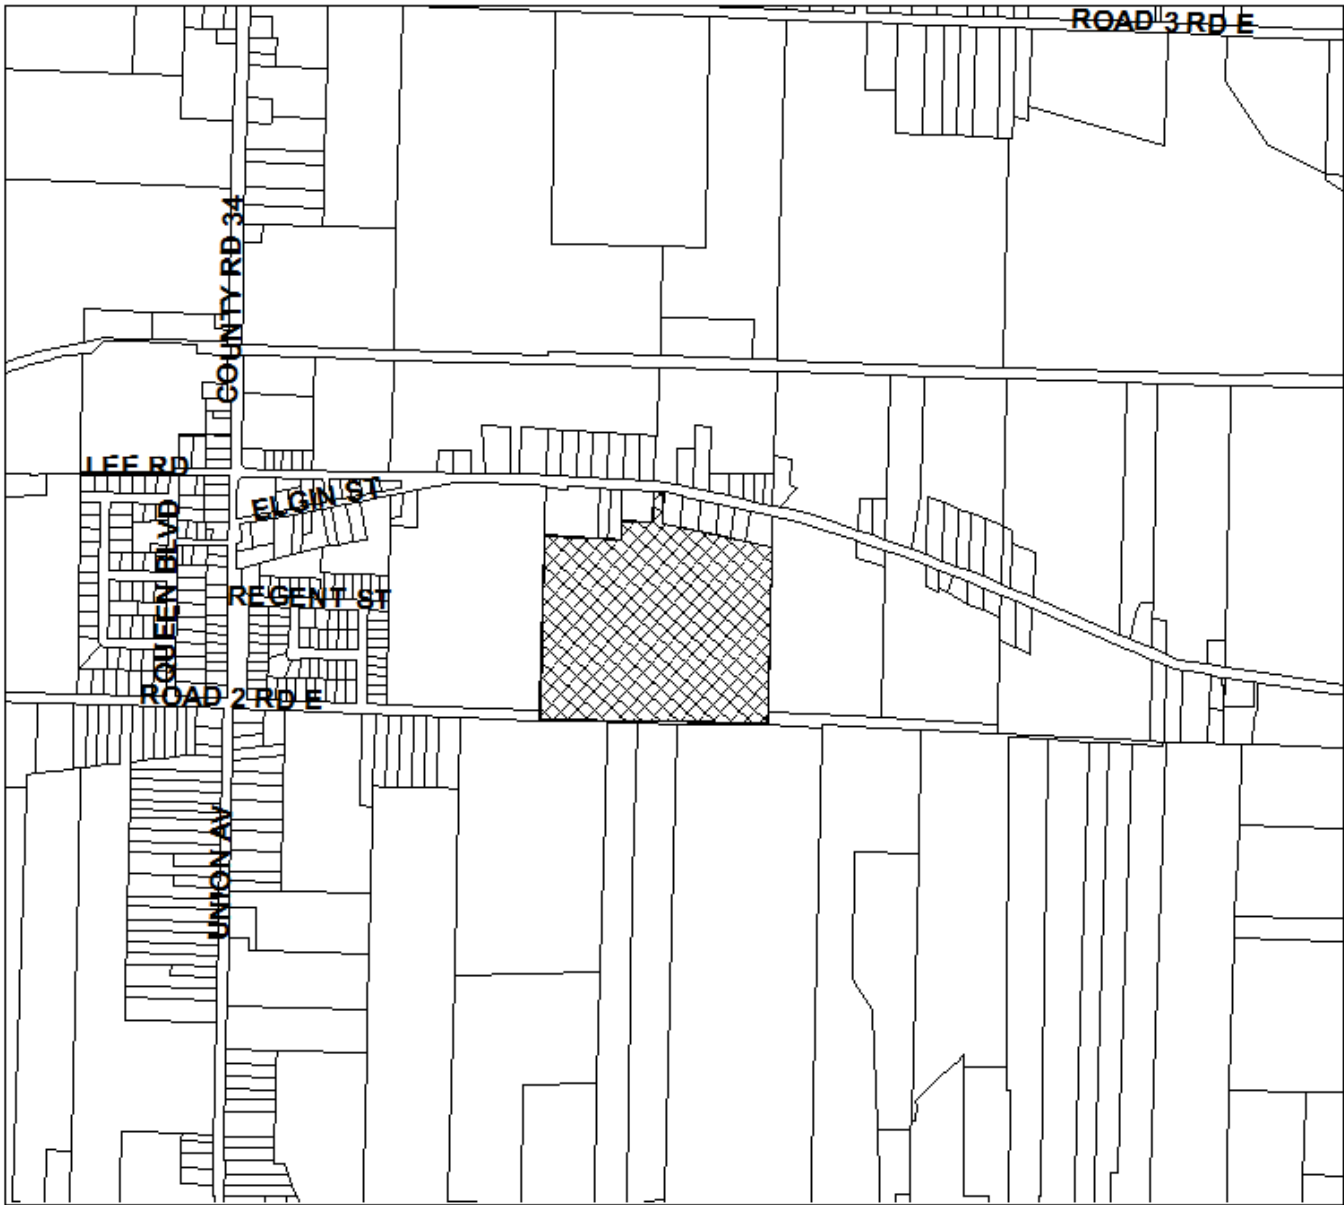 ROAD 3 RD E
COUNTY RD 34
LEE RD
ELGIN ST
QUEEN BLVD
REGENT ST
ROAD 2 RD E
UNION AV